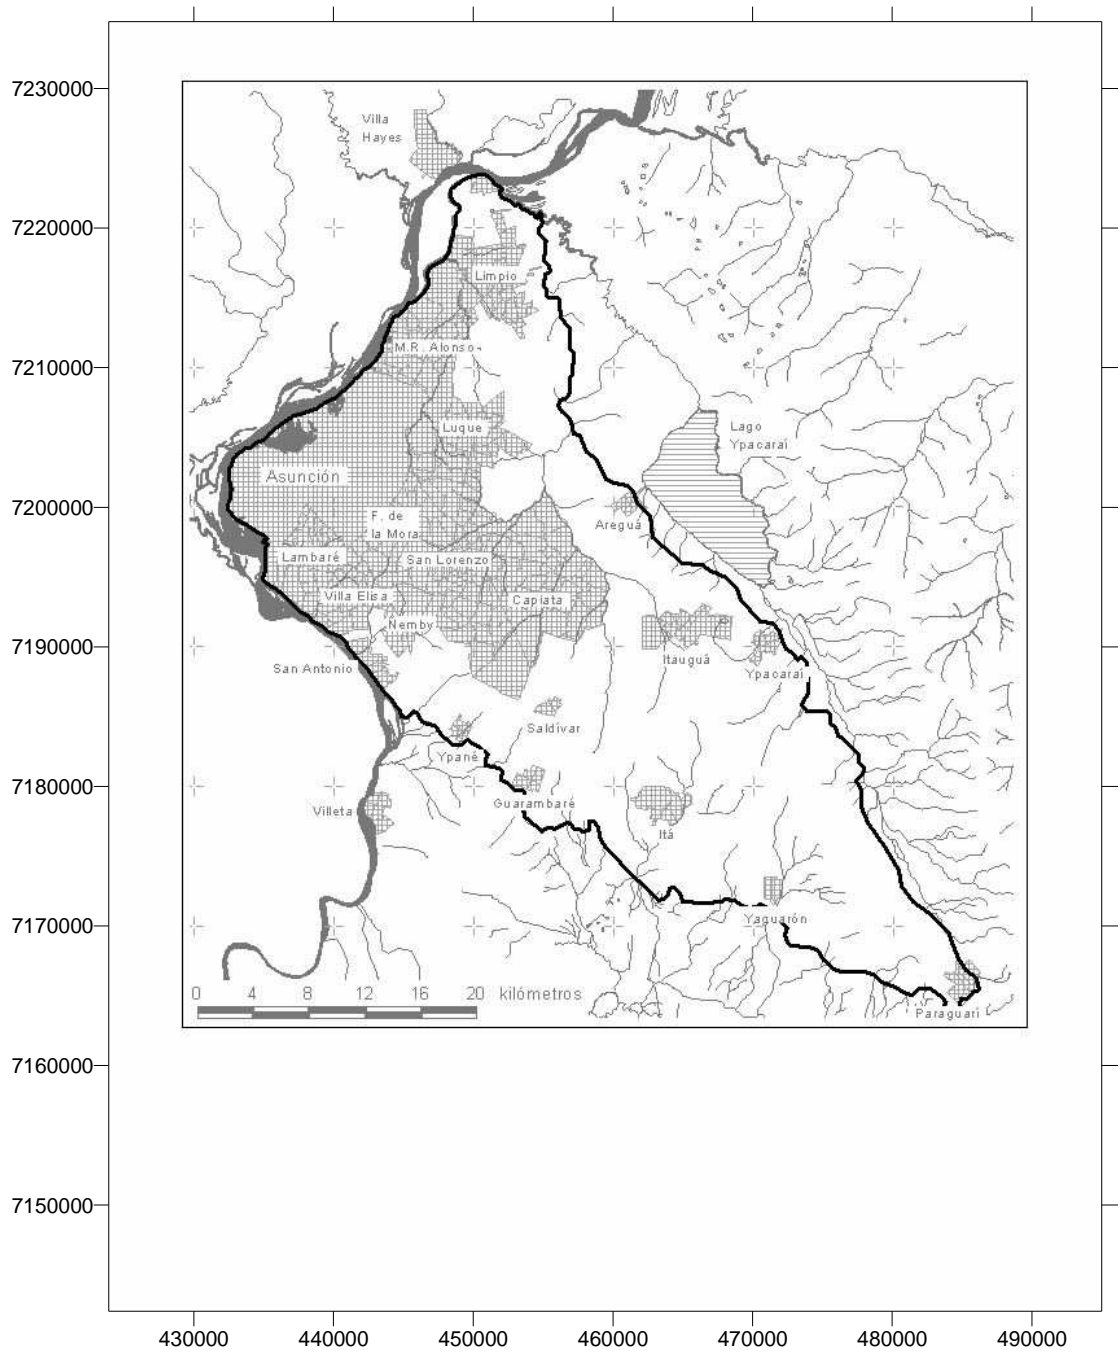 7230000
7220000
7210000
7200000
7190000
7180000
7170000
7160000
7150000
Villa
Hayes
Limpio
M.R. Alonso
Luque
Lago
Ypacaraí
Asunción
F. de
la Mora
Areguá
Lambaré
San Lorenzo
Villa Elisa
Capiata
Ñemby
San Antonio
Itauguá
Ypacaraí
Saldívar
Ypané
Guarambaré
Villeta
Itá
Yaguarón
Paraguarí
0 4 8 12 16 20 kilómetros
430000 440000 450000 460000 470000 480000 490000